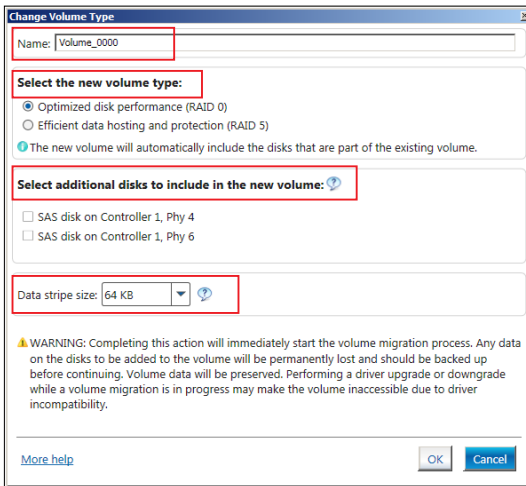 Change Volume Type
Name: Volume_0000
Select the new volume type:
Optimized disk performance (RAID 0)
Efficient data hosting and protection (RAID 5)
The new volume will automatically include the disks that are part of the existing volume.
Select additional disks to include in the new volume:
SAS disk on Controller 1, Phy 4
SAS disk on Controller 1, Phy 6
Data stripe size: 64 KB
WARNING: Completing this action will immediately start the volume migration process. Any data
on the disks to be added to the volume will be permanently lost and should be backed up
before continuing. Volume data will be preserved. Performing a driver upgrade or downgrade
while a volume migration is in progress may make the volume inaccessible due to driver
incompatibility.
More help
OK
Cancel